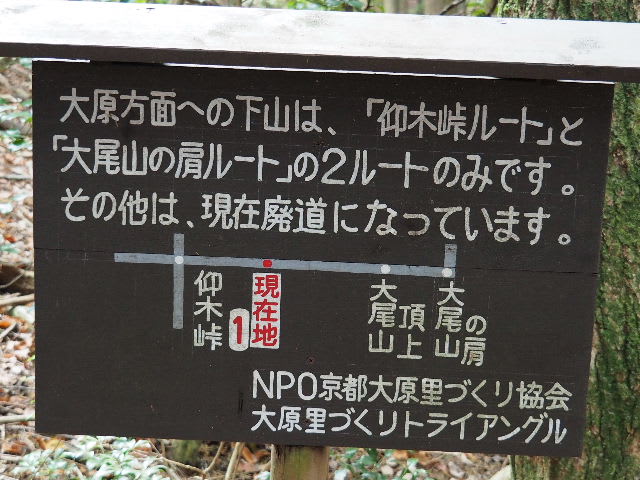 大原方面への下山は、「仰木峠ルート」と
「大尾山の肩ルート」の2ルートのみです。
その他は、現在廃道になっています。
仰木峠
1
現在地
大尾山
頂上
大尾山
の肩
NPO京都大原里づくり協会
大原里づくりトライアングル